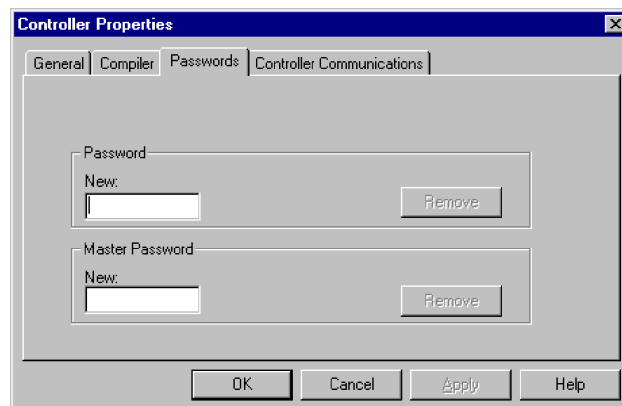 Controller Properties
General Compiler Passwords Controller Communications
Password
New:
Remove
Master Password
New:
Remove
OK Cancel Apply Help